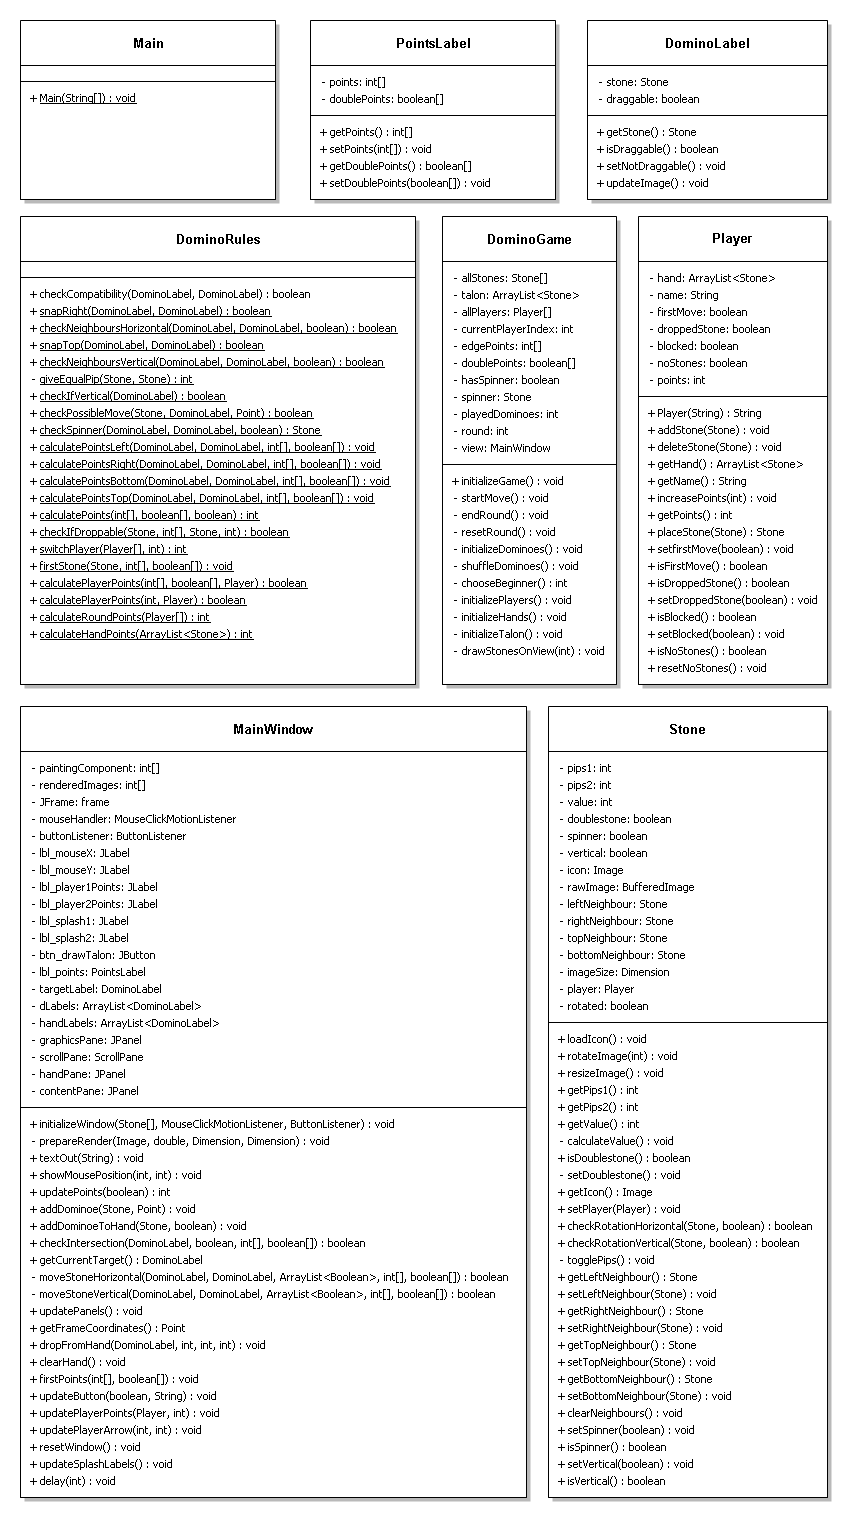 Main
+ Main(String[]) : void
PointsLabel
- points: int[]
- doublePoints: boolean[]
+ getPoints() : int[]
+ setPoints(int[]) : void
+ getDoublePoints() : boolean[]
+ setDoublePoints(boolean[]) : void
DominoLabel
- stone: Stone
- draggable: boolean
+ getStone() : Stone
+ isDraggable() : boolean
+ setNotDraggable() : void
+ updateImage() : void
DominoRules
+ checkCompatibility(DominoLabel, DominoLabel) : boolean
+ snapRight(DominoLabel, DominoLabel) : boolean
+ checkNeighboursHorizontal(DominoLabel, DominoLabel, boolean) : boolean
+ snapTop(DominoLabel, DominoLabel) : boolean
+ checkNeighboursVertical(DominoLabel, DominoLabel, boolean) : boolean
- giveEqualPip(Stone, Stone) : int
+ checkIfVertical(DominoLabel) : boolean
+ checkPossibleMove(Stone, DominoLabel, Point) : boolean
+ checkSpinner(DominoLabel, DominoLabel, boolean) : Stone
+ calculatePointsLeft(DominoLabel, DominoLabel, int[], boolean[]) : void
+ calculatePointsRight(DominoLabel, DominoLabel, int[], boolean[]) : void
+ calculatePointsBottom(DominoLabel, DominoLabel, int[], boolean[]) : void
+ calculatePointsTop(DominoLabel, DominoLabel, int[], boolean[]) : void
+ calculatePoints(int[], boolean[], boolean) : int
+ checkIfDroppable(Stone, int[], Stone, int) : boolean
+ switchPlayer(Player[], int) : int
+ firstStone(Stone, int[], boolean[]) : void
+ calculatePlayerPoints(int[], boolean[], Player) : boolean
+ calculatePlayerPoints(int, Player) : boolean
+ calculateRoundPoints(Player[]) : int
+ calculateHandPoints(ArrayList<Stone>) : int
DominoGame
- allStones: Stone[]
- talon: ArrayList<Stone>
- allPlayers: Player[]
- currentPlayerIndex: int
- edgePoints: int[]
- doublePoints: boolean[]
- hasSpinner: boolean
- spinner: Stone
- playedDominoes: int
- round: int
- view: MainWindow
+ initializeGame() : void
- startMove() : void
- endRound() : void
- resetRound() : void
- initializeDominoes() : void
- shuffleDominoes() : void
- chooseBeginner() : int
- initializePlayers() : void
- initializeHands() : void
- initializeTalon() : void
- drawStonesOnView(int) : void
Player
- hand: ArrayList<Stone>
- name: String
- firstMove: boolean
- droppedStone: boolean
- blocked: boolean
- noStones: boolean
- points: int
+ Player(String) : String
+ addStone(Stone) : void
+ deleteStone(Stone) : void
+ getHand() : ArrayList<Stone>
+ getName() : String
+ increasePoints(int) : void
+ getPoints() : int
+ placeStone(Stone) : Stone
+ setfirstMove(boolean) : void
+ isFirstMove() : boolean
+ isDroppedStone() : boolean
+ setDroppedStone(boolean) : void
+ isBlocked() : boolean
+ setBlocked(boolean) : void
+ isNoStones() : boolean
+ resetNoStones() : void
MainWindow
- paintingComponent: int[]
- renderedImages: int[]
- JFrame: frame
- mouseHandler: MouseClickMotionListener
- buttonListener: ButtonListener
- lbl_mouseX: JLabel
- lbl_mouseY: JLabel
- lbl_player1Points: JLabel
- lbl_player2Points: JLabel
- lbl_splash1: JLabel
- lbl_splash2: JLabel
- btn_drawTalon: JButton
- lbl_points: PointsLabel
- targetLabel: DominoLabel
- dLabels: ArrayList<DominoLabel>
- handLabels: ArrayList<DominoLabel>
- graphicsPane: JPanel
- scrollPane: ScrollPane
- handPane: JPanel
- contentPane: JPanel
+ initializeWindow(Stone[], MouseClickMotionListener, ButtonListener) : void
- prepareRender(Image, double, Dimension, Dimension) : void
+ textOut(String) : void
+ showMousePosition(int, int) : void
+ updatePoints(boolean) : int
+ addDominoe(Stone, Point) : void
+ addDominoeToHand(Stone, boolean) : void
+ checkIntersection(DominoLabel, boolean, int[], boolean[]) : boolean
+ getCurrentTarget() : DominoLabel
- moveStoneHorizontal(DominoLabel, DominoLabel, ArrayList<Boolean>, int[], boolean[]) : boolean
- moveStoneVertical(DominoLabel, DominoLabel, ArrayList<Boolean>, int[], boolean[]) : boolean
+ updatePanels() : void
+ getFrameCoordinates() : Point
+ dropFromHand(DominoLabel, int, int, int) : void
+ clearHand() : void
+ firstPoints(int[], boolean[]) : void
+ updateButton(boolean, String) : void
+ updatePlayerPoints(Player, int) : void
+ updatePlayerArrow(int, int) : void
+ resetWindow() : void
+ updateSplashLabels() : void
+ delay(int) : void
Stone
- pips1: int
- pips2: int
- value: int
- doublestone: boolean
- spinner: boolean
- vertical: boolean
- icon: Image
- rawImage: BufferedImage
- leftNeighbour: Stone
- rightNeighbour: Stone
- topNeighbour: Stone
- bottomNeighbour: Stone
- imageSize: Dimension
- player: Player
- rotated: boolean
+ loadIcon() : void
+ rotateImage(int) : void
+ resizeImage() : void
+ getPips1() : int
+ getPips2() : int
+ getValue() : int
- calculateValue() : void
+ isDoublestone() : boolean
- setDoublestone() : void
+ getIcon() : Image
+ setPlayer(Player) : void
+ checkRotationHorizontal(Stone, boolean) : boolean
+ checkRotationVertical(Stone, boolean) : boolean
- togglePips() : void
+ getLeftNeighbour() : Stone
+ setLeftNeighbour(Stone) : void
+ getRightNeighbour() : Stone
+ setRightNeighbour(Stone) : void
+ getTopNeighbour() : Stone
+ setTopNeighbour(Stone) : void
+ getBottomNeighbour() : Stone
+ setBottomNeighbour(Stone) : void
+ clearNeighbours() : void
+ setSpinner(boolean) : void
+ isSpinner() : boolean
+ setVertical(boolean) : void
+ isVertical() : boolean